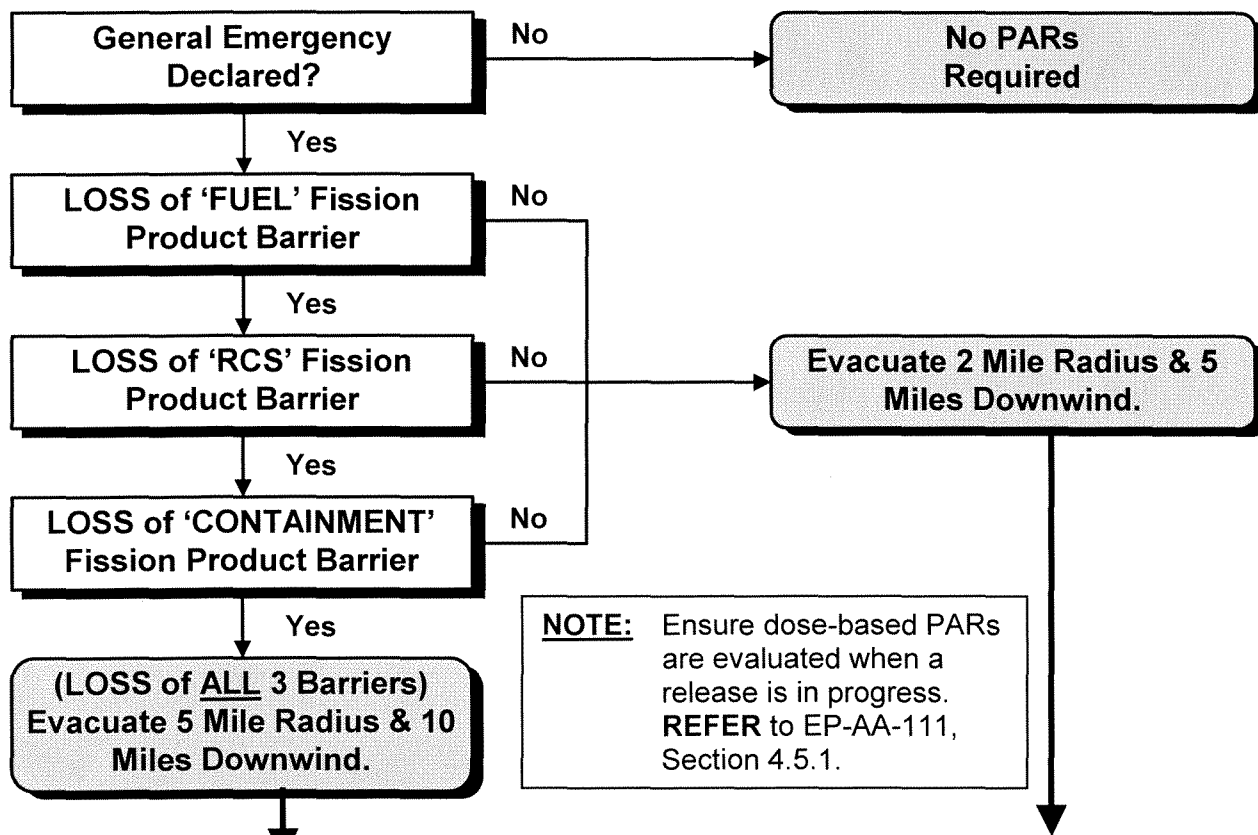 General Emergency
Declared?
No
No PARs
Required
Yes
LOSS of ‘FUEL’ Fission
Product Barrier
No
Yes
LOSS of ‘RCS’ Fission
Product Barrier
No
Evacuate 2 Mile Radius & 5
Miles Downwind.
Yes
LOSS of ‘CONTAINMENT’
Fission Product Barrier
No
Yes
(LOSS of ALL 3 Barriers)
Evacuate 5 Mile Radius & 10
Miles Downwind.
NOTE: Ensure dose-based PARs
are evaluated when a
release is in progress.
REFER to EP-AA-111,
Section 4.5.1.